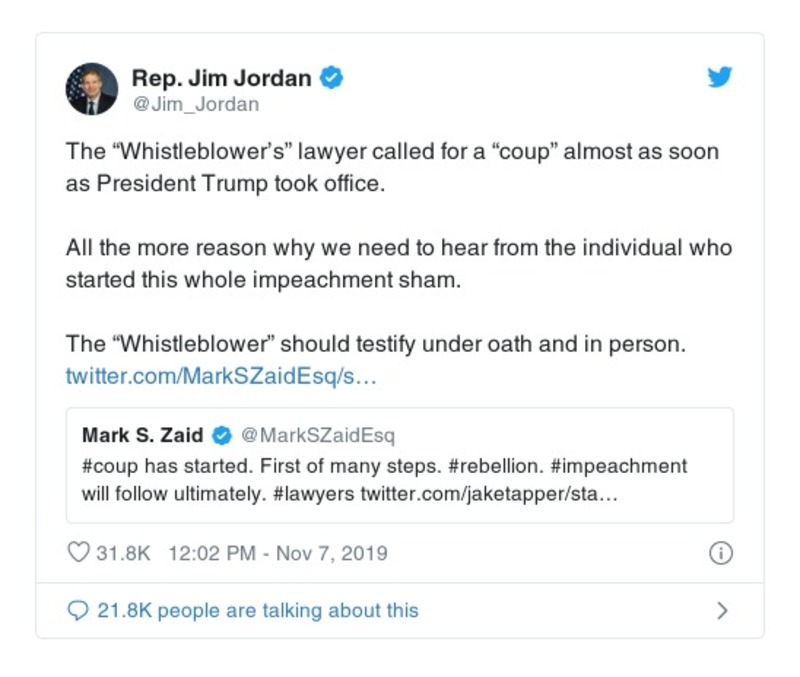 Rep. Jim Jordan
@Jim_Jordan
The “Whistleblower’s” lawyer called for a “coup” almost as soon
as President Trump took office.
All the more reason why we need to hear from the individual who
started this whole impeachment sham.
The “Whistleblower” should testify under oath and in person.
twitter.com/MarkSZaidEsq/s…
Mark S. Zaid @MarkSZaidEsq
#coup has started. First of many steps. #rebellion. #impeachment
will follow ultimately. #lawyers twitter.com/jaketapper/sta…
31.8K 12:02 PM - Nov 7, 2019
21.8K people are talking about this